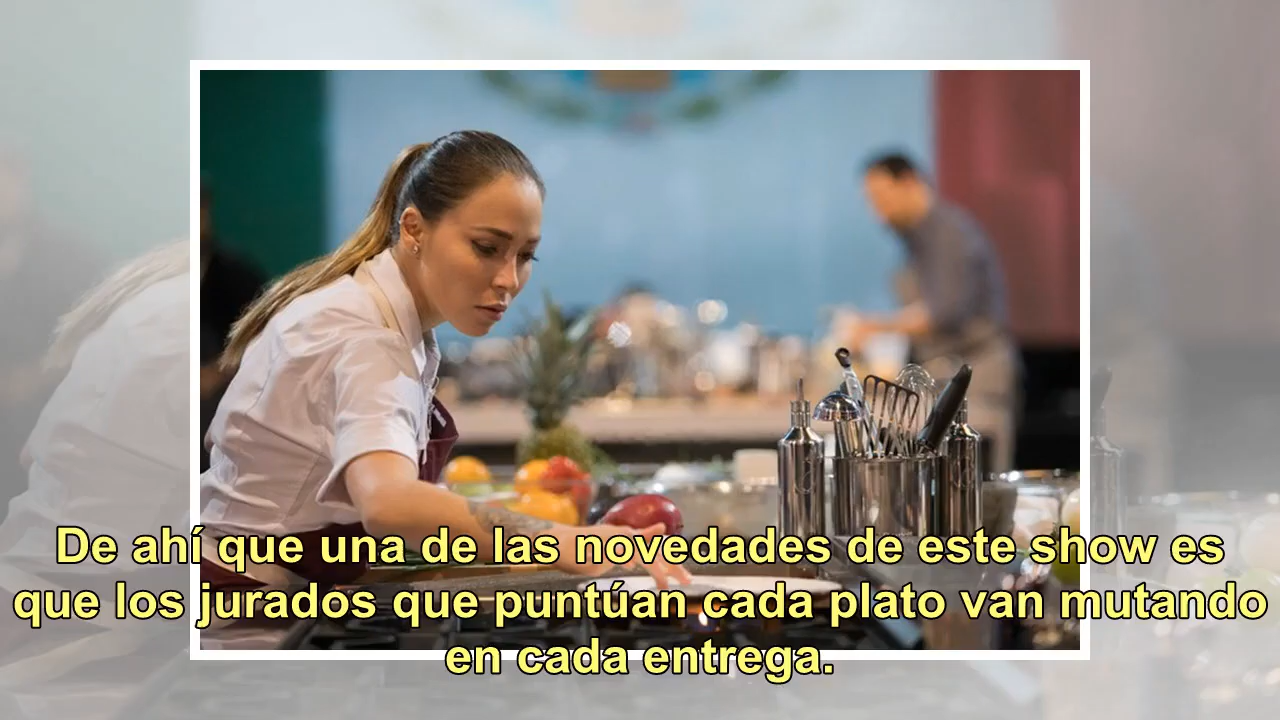 De ahí que una de las novedades de este show es
que los jurados que puntúan cada plato van mutando
en cada entrega.